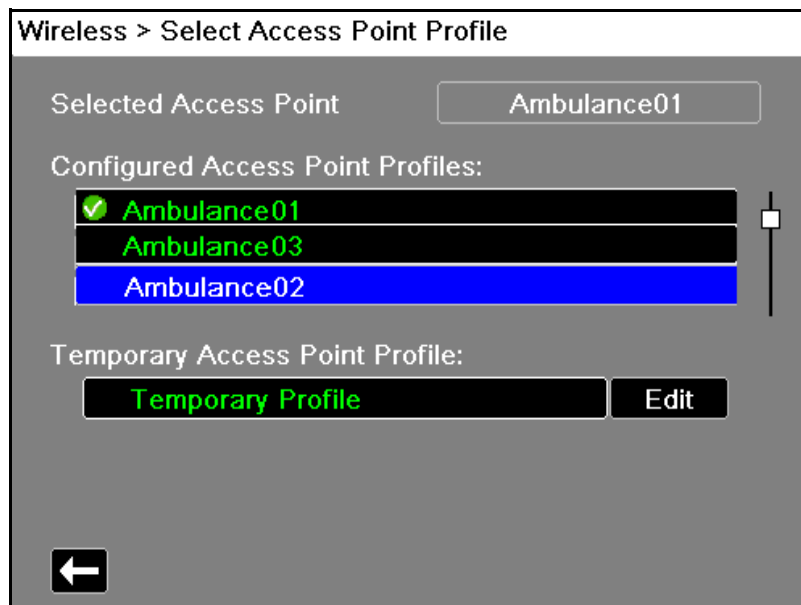 Wireless > Select Access Point Profile
Selected Access Point Ambulance01
Configured Access Point Profiles:
Ambulance01
Ambulance03
Ambulance02
Temporary Access Point Profile:
Temporary Profile Edit